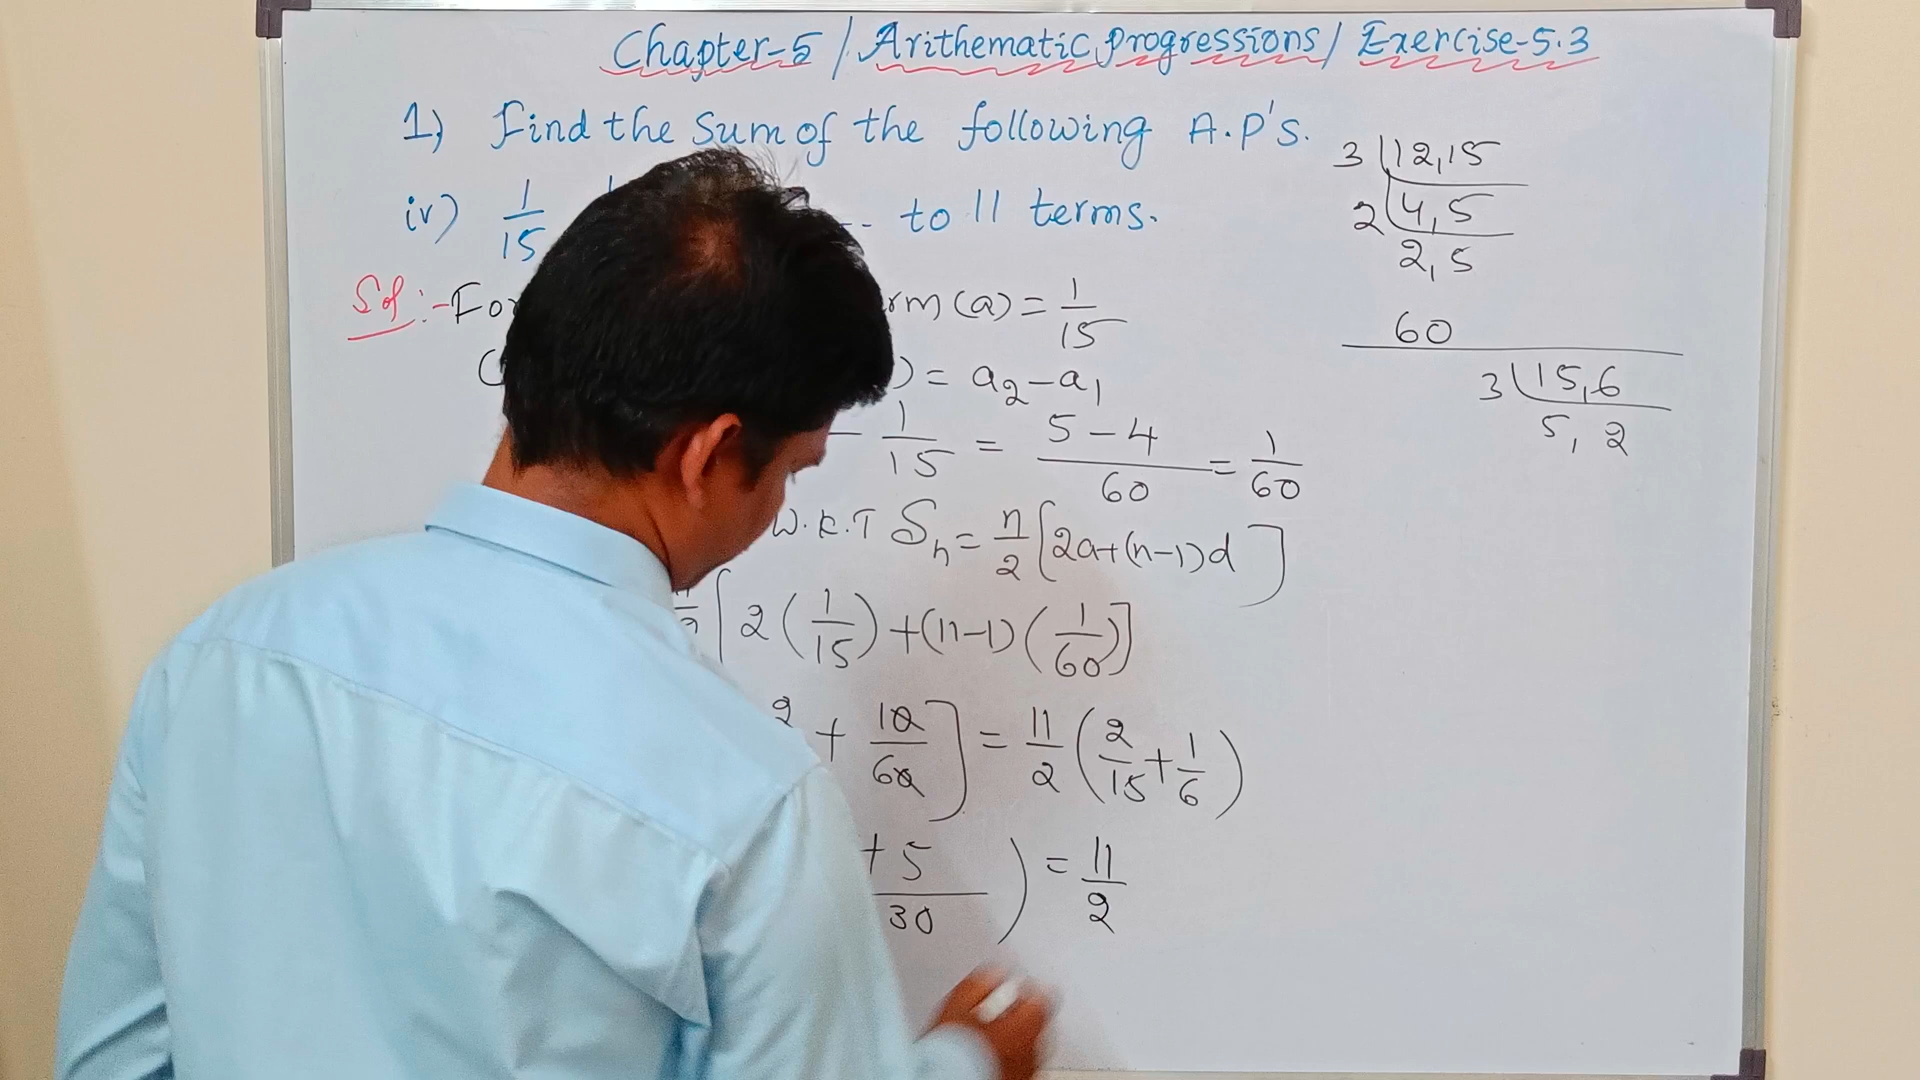 Chapter-5 / Arithematic progressions / Exercise-5.3
1) Find the sum of the following A.P's.
iv) 1/15 -- to 11 terms.
Sol:- For rm (a) = 1/15
C ) = a₂ - a₁
- 1/15 = 5-4/60 = 1/60
W.K.T Sₙ = n/2 [2a+(n-1)d]
[2(1/15) + (11-1)(1/60)]
2 + 10/60] = 11/2 (2/15 + 1/6)
+5/30) = 11/2
3 | 12,15
2 | 4,5
2,5
60
3 | 15,6
5, 2